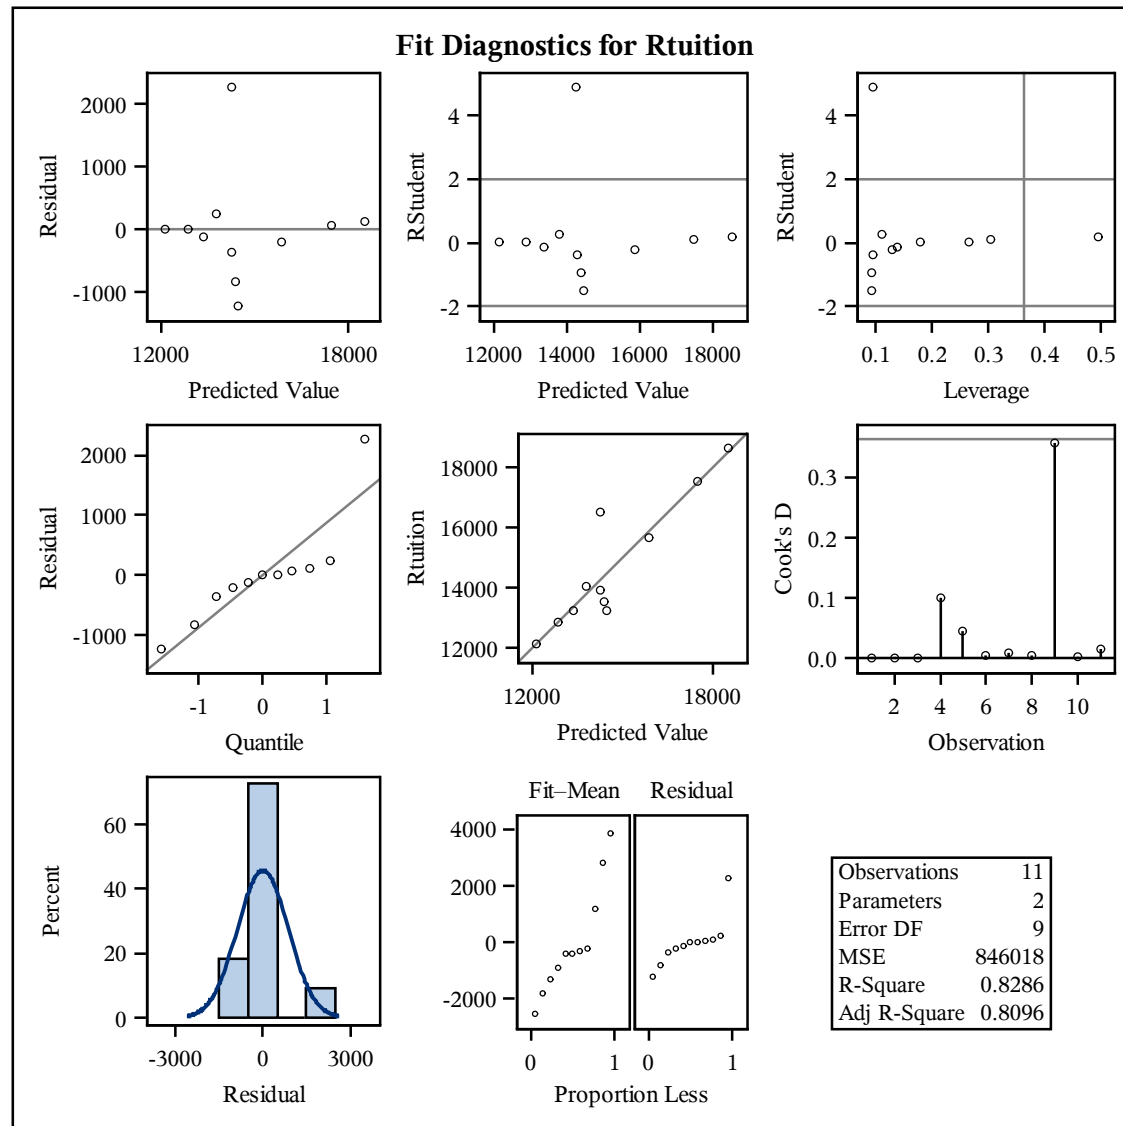 Fit Diagnostics for Rtuition
Residual
2000
1000
0
-1000
12000 18000
Predicted Value
RStudent
4
2
0
-2
12000 14000 16000 18000
Predicted Value
RStudent
4
2
0
-2
0.1 0.2 0.3 0.4 0.5
Leverage
Residual
2000
1000
0
-1000
-1 0 1
Quantile
Rtuition
18000
16000
14000
12000
12000 18000
Predicted Value
Cook's D
0.3
0.2
0.1
0.0
2 4 6 8 10
Observation
Percent
60
40
20
0
-3000 0 3000
Residual
Fit–Mean Residual
4000
2000
0
-2000
0 1 0 1
Proportion Less
Observations 11
Parameters 2
Error DF 9
MSE 846018
R-Square 0.8286
Adj R-Square 0.8096